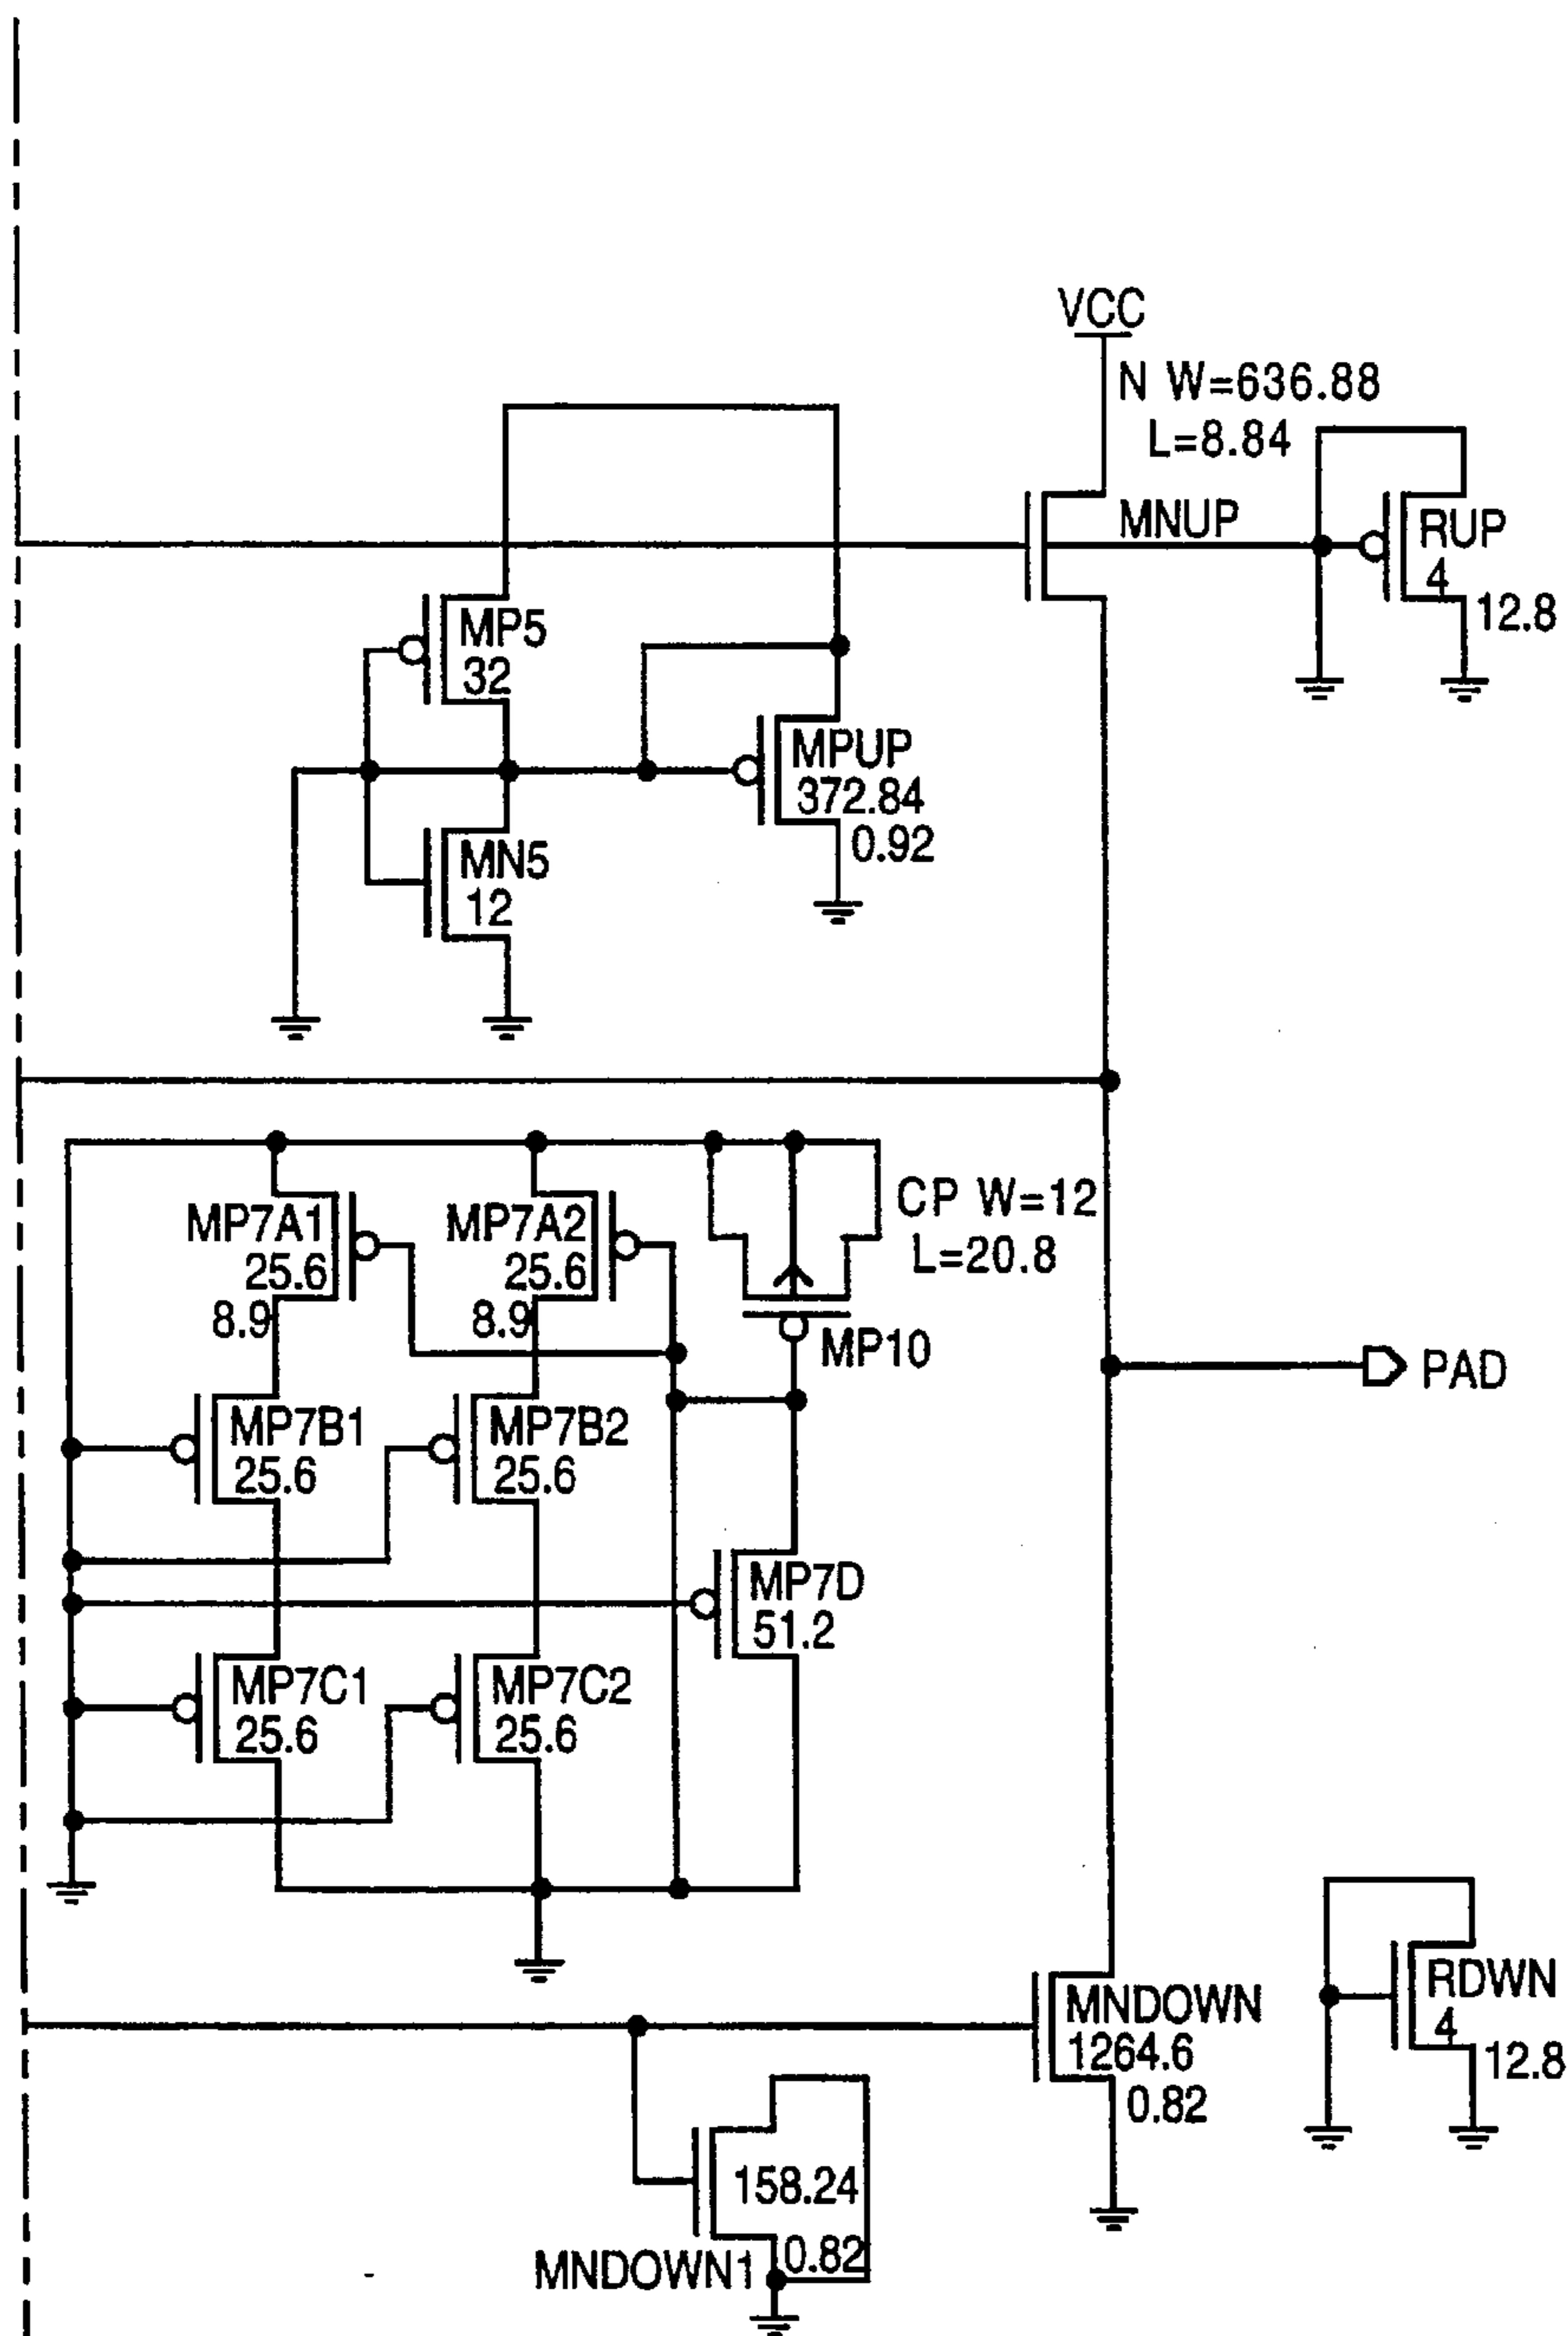 VCC
N W=636.88
L=8.84
MNUP
RUP
4
12.8
MP5
32
MPUP
372.84
0.92
MN5
12
MP7A1
25.6
8.9
MP7A2
25.6
8.9
CP W=12
L=20.8
MP10
PAD
MP7B1
25.6
MP7B2
25.6
MP7D
51.2
MP7C1
25.6
MP7C2
25.6
MNDOWN
1264.6
0.82
RDWN
4
12.8
158.24
0.82
MNDOWN1